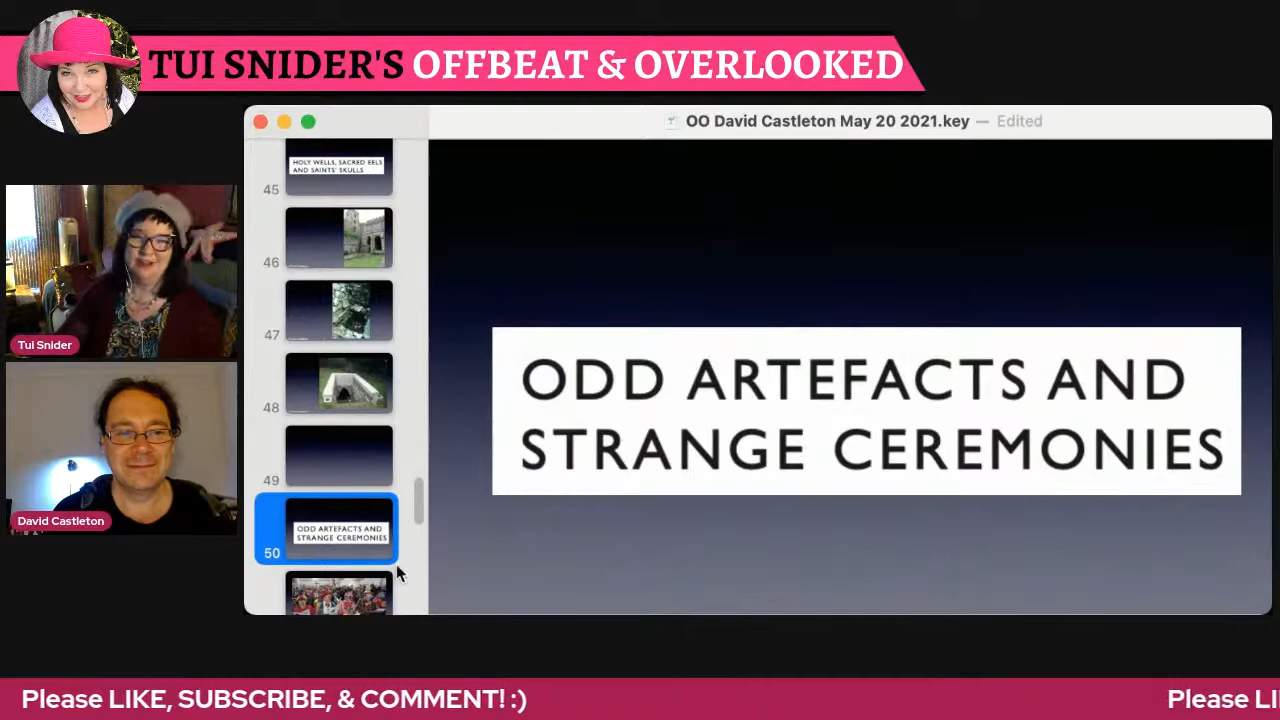 TUI SNIDER'S OFFBEAT & OVERLOOKED
OO David Castleton May 20 2021.key — Edited
HOLY WELLS, SACRED EELS
AND SAINTS' SKULLS
45
46
47
48
49
ODD ARTEFACTS AND
STRANGE CEREMONIES
50
ODD ARTEFACTS AND
STRANGE CEREMONIES
Tui Snider
David Castleton
Please LIKE, SUBSCRIBE, & COMMENT! :)
Please LI